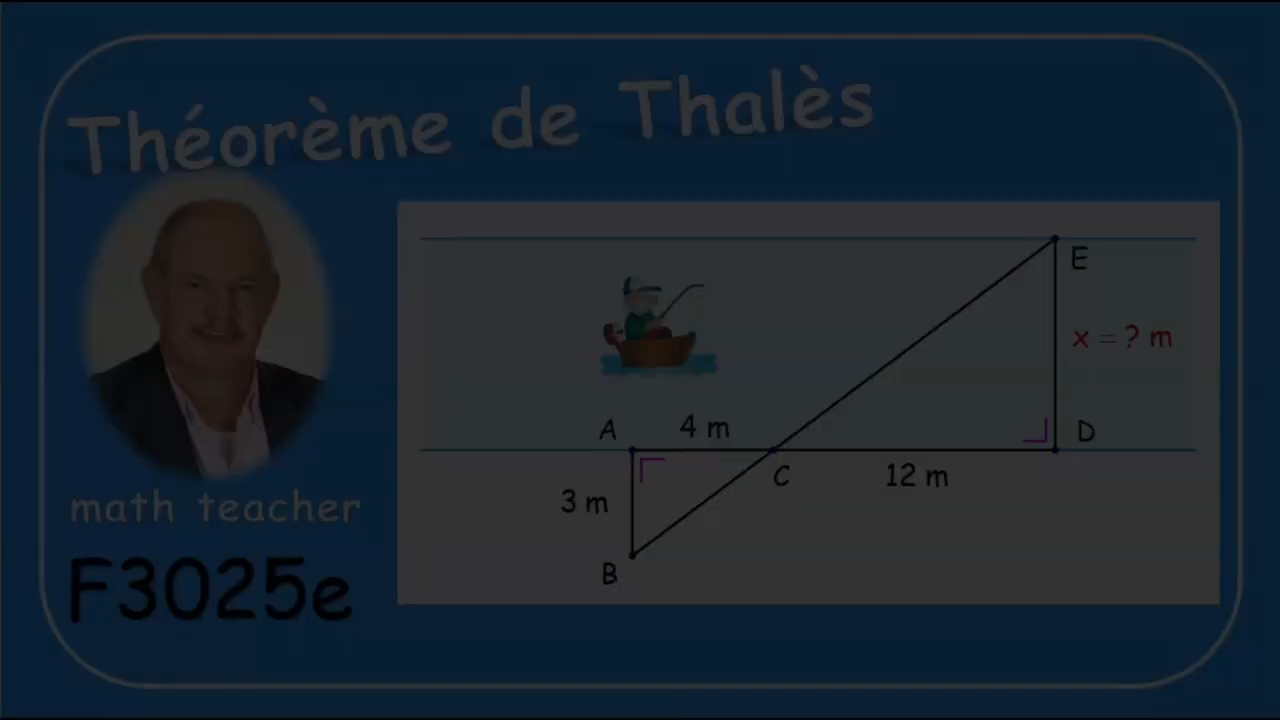 Théorème de Thalès
math teacher
F3025e
E
x = ? m
A
4 m
D
C
12 m
3 m
B